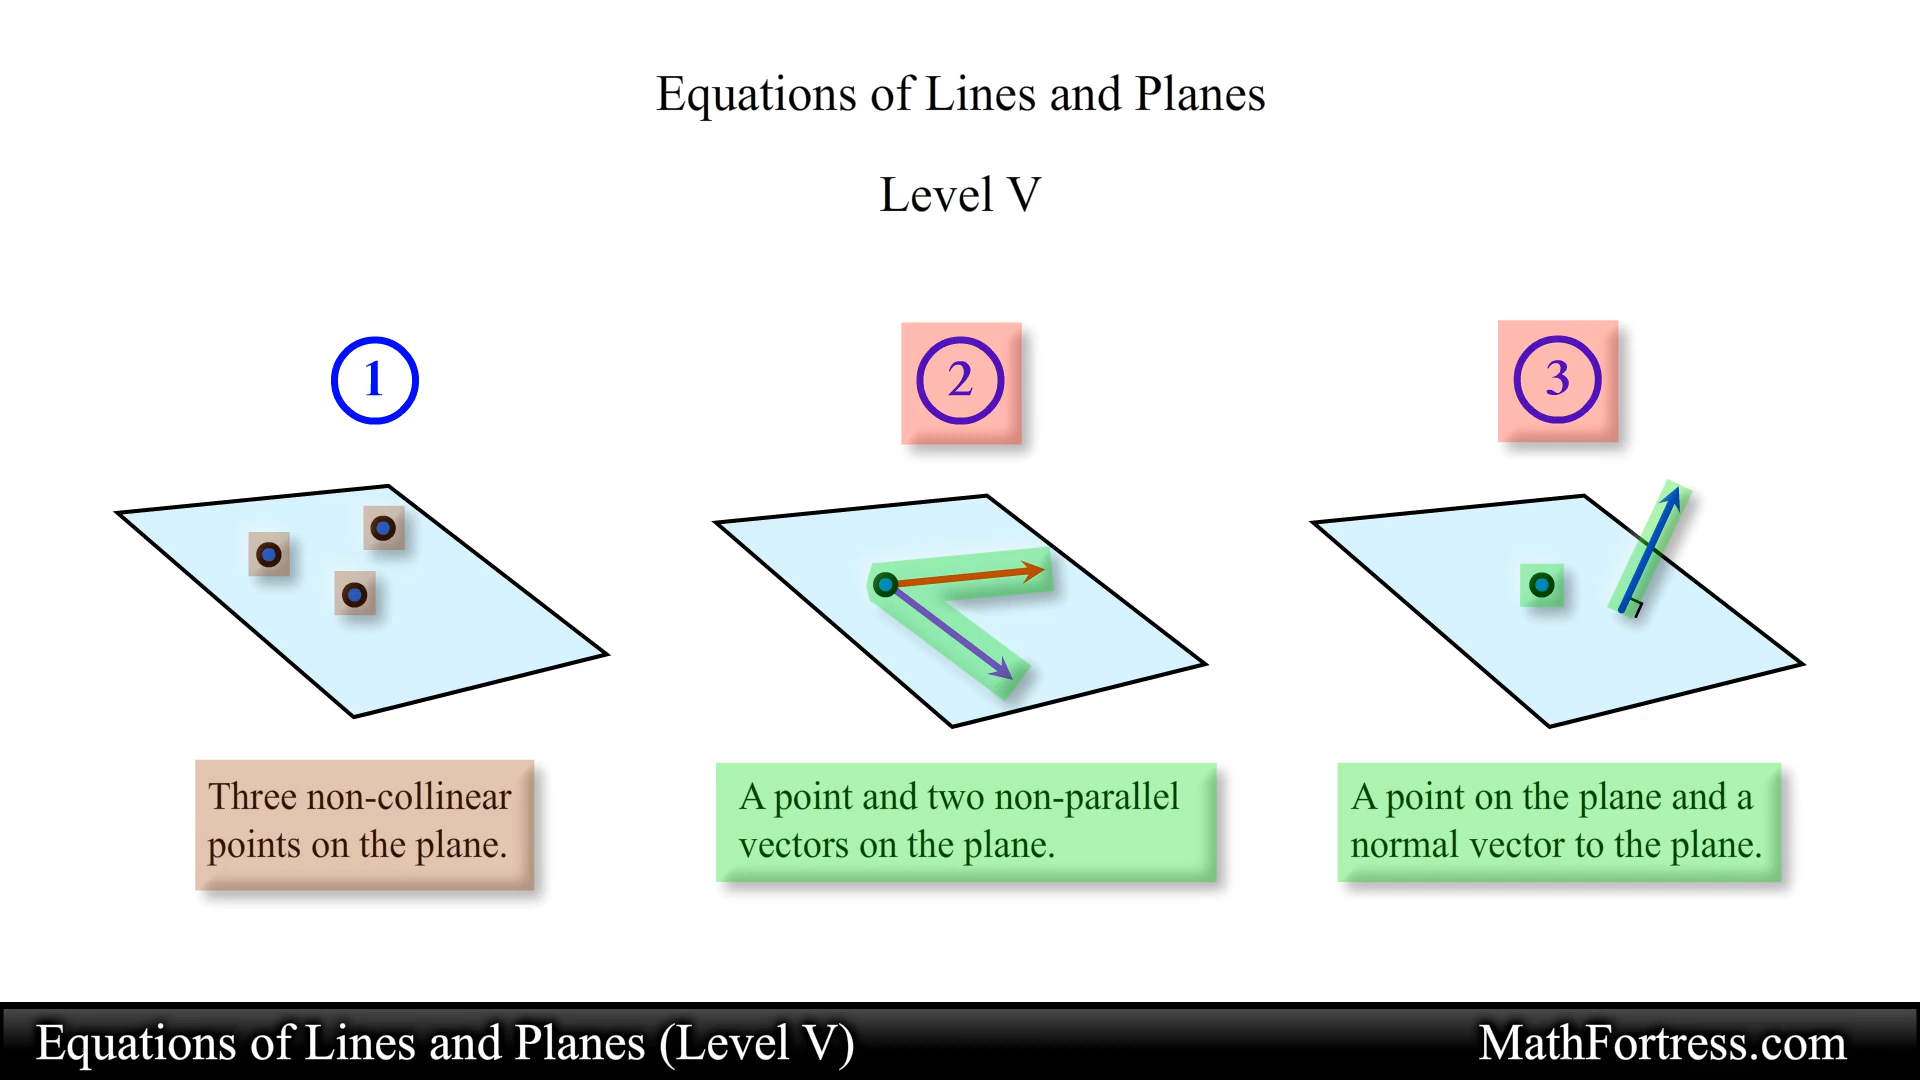 Equations of Lines and Planes
Level V
1
2
3
Three non-collinear
points on the plane.
A point and two non-parallel
vectors on the plane.
A point on the plane and a
normal vector to the plane.
Equations of Lines and Planes (Level V)
MathFortress.com